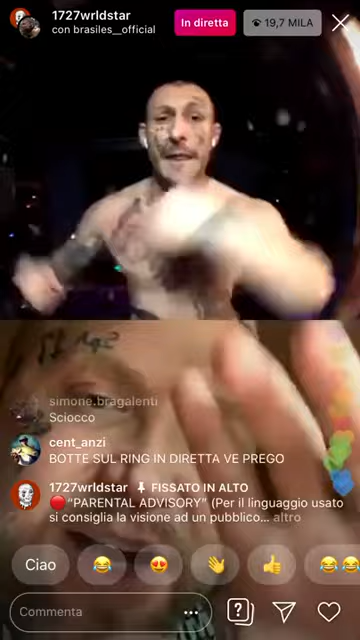 1727wrldstar
con brasiles__official
In diretta
19,7 MILA
simone.bragalenti
Sciocco
cent_anzi
BOTTE SUL RING IN DIRETTA VE PREGO
1727wrldstar FISSATO IN ALTO
🔴“PARENTAL ADVISORY” (Per il linguaggio usato
si consiglia la visione ad un pubblico... altro
Ciao
Commenta